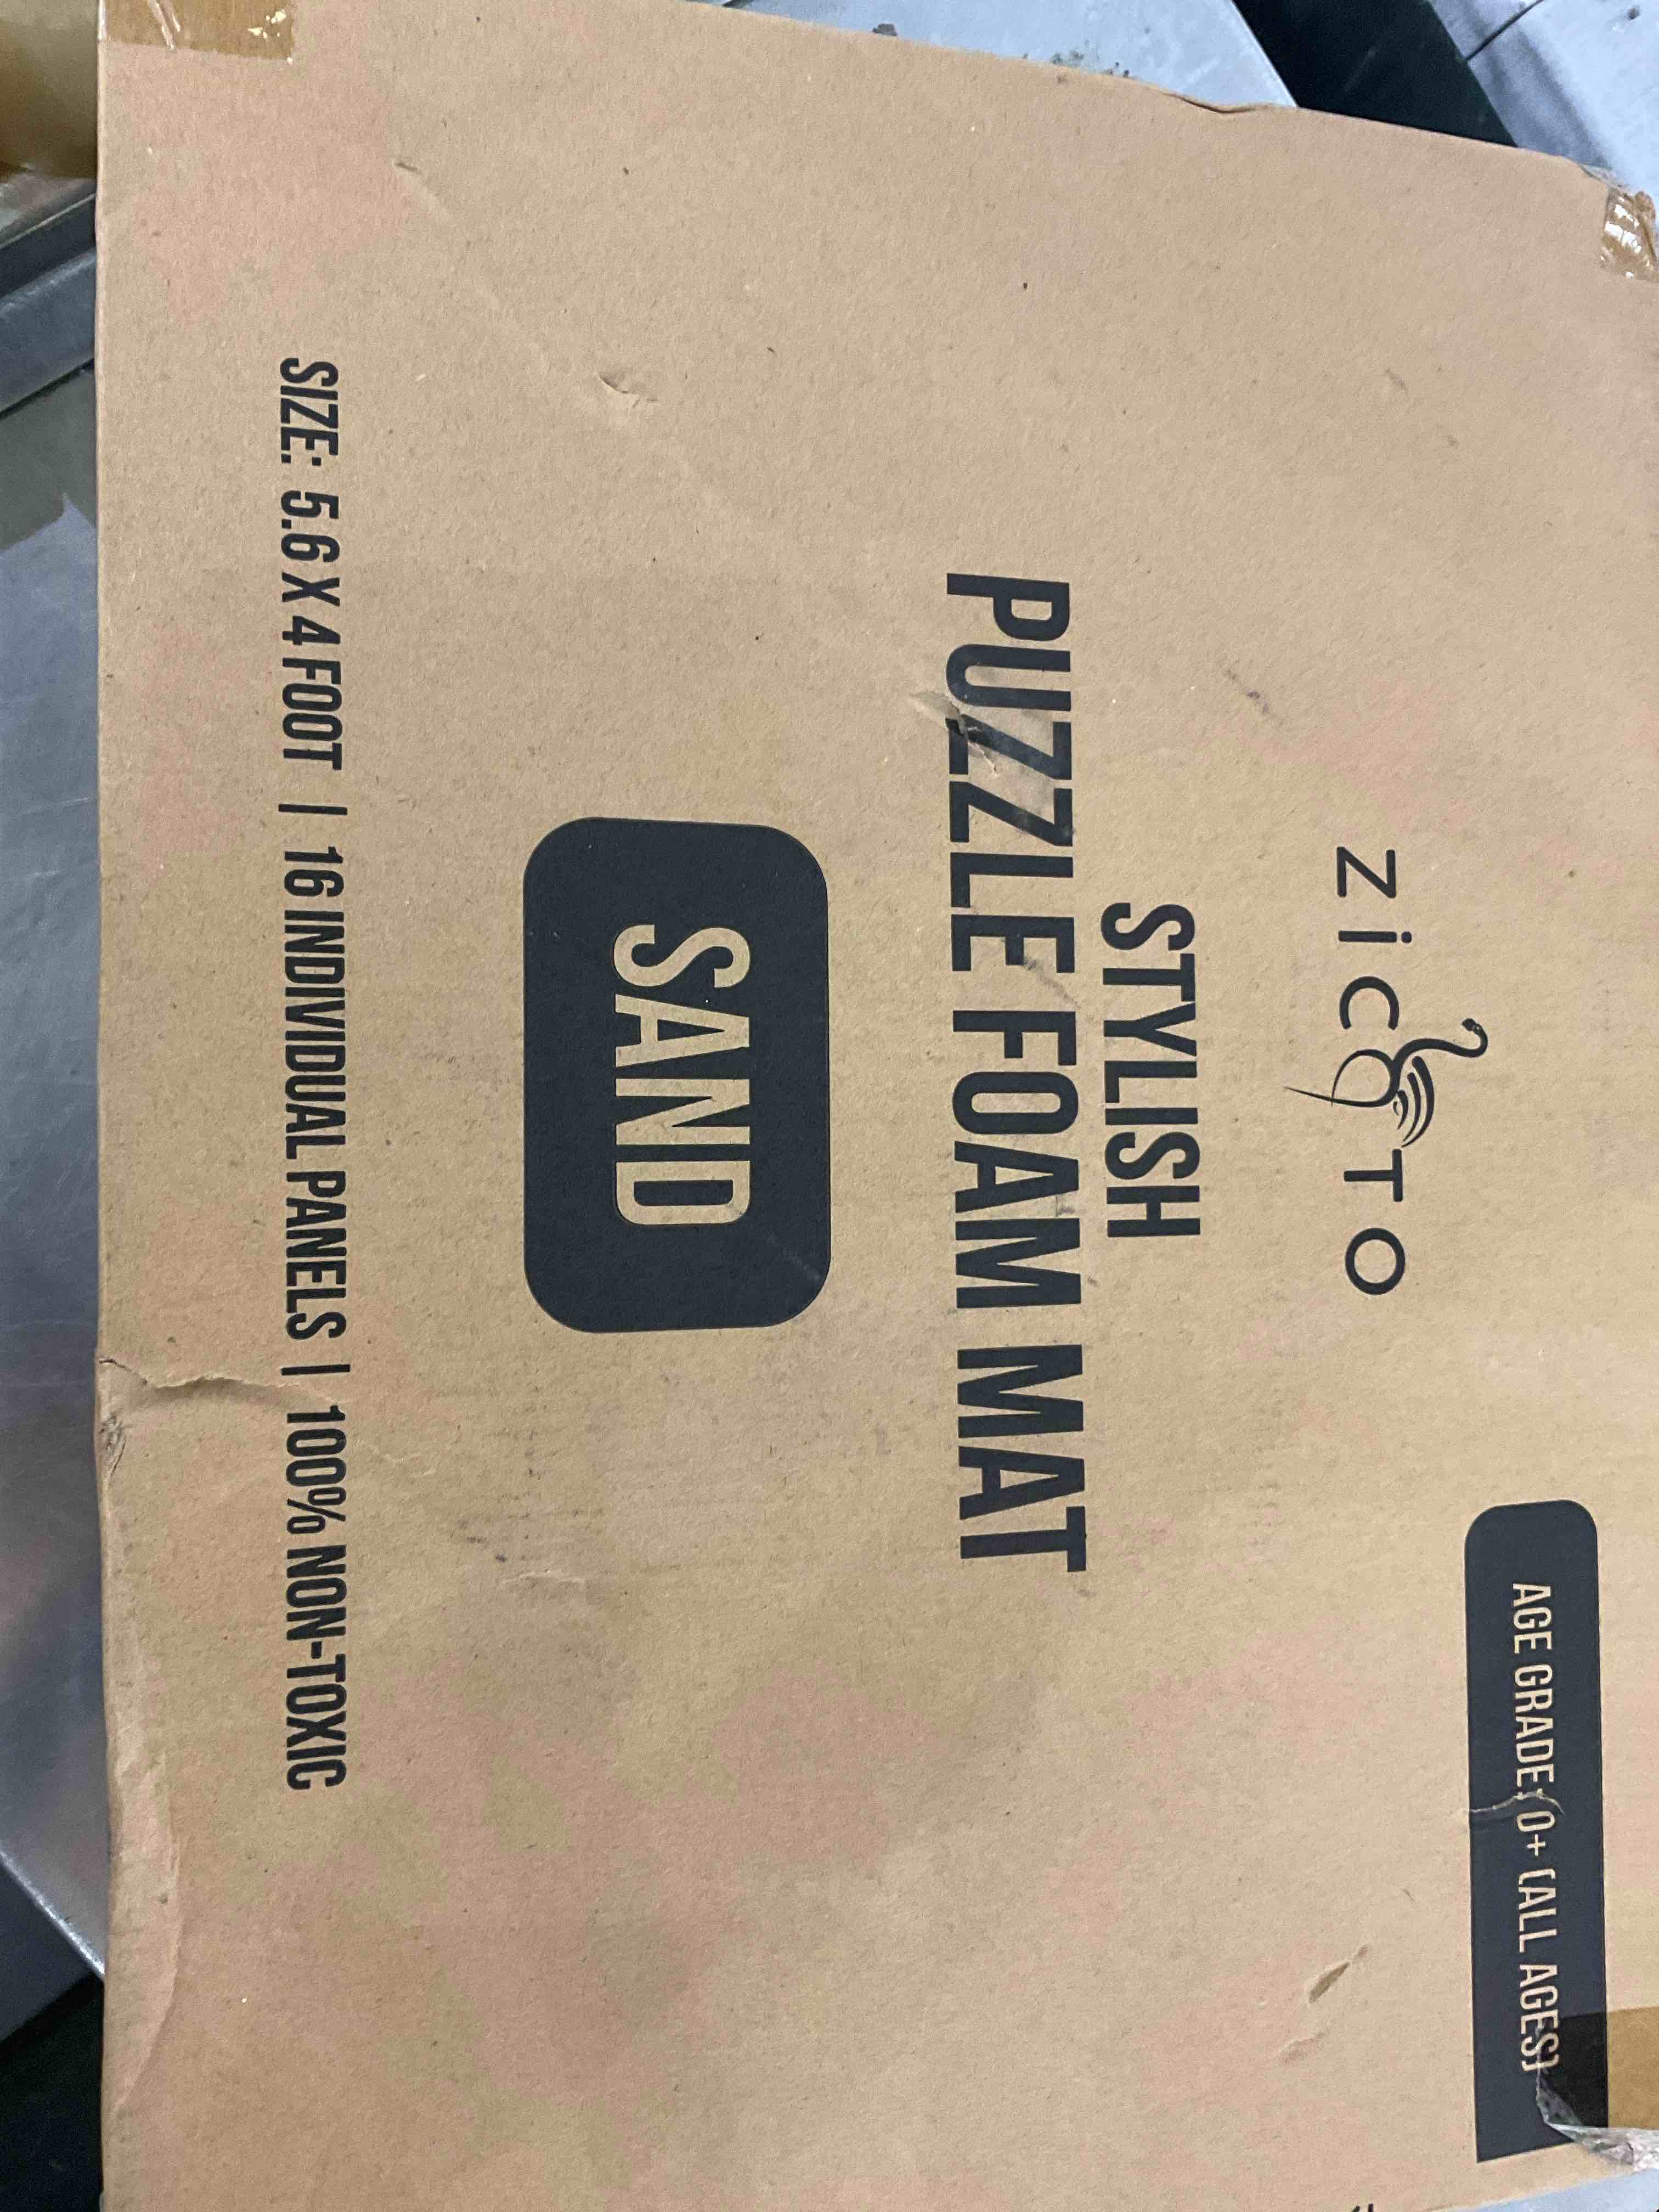 zicoTO
STYLISH
PUZZLE FOAM MAT
SAND
SIZE: 5.6 X 4 FOOT | 16 INDIVIDUAL PANELS | 100% NON-TOXIC
AGE GRADE: 0+ (ALL AGES)